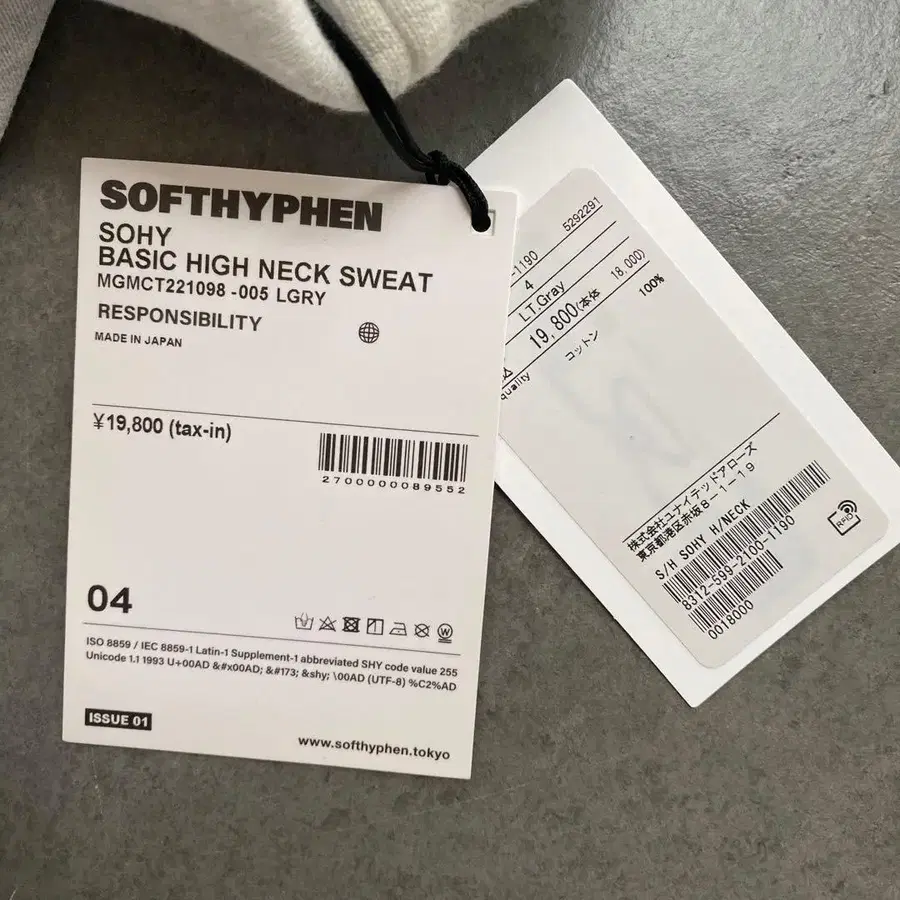 SOFTHYPHEN
SOHY
BASIC HIGH NECK SWEAT
MGMCT221098 -005 LGRY
RESPONSIBILITY
MADE IN JAPAN
¥19,800 (tax-in)
2700000089552
04
ISO 8859 / IEC 8859-1 Latin-1 Supplement-1 abbreviated SHY code value 255
Unicode 1.1 1993 U+00AD &#x00AD; &#173; &shy; \00AD (UTF-8) %C2%AD
ISSUE 01
www.softhyphen.tokyo
-1190 5292291
4
LT.Gray
19,800(本体 18,000)
quality
コットン 100%
株式会社ユナイテッドアローズ
東京都港区赤坂8-1-19
S/H SOHY H/NECK
8312-599-2100-1190
0018000
RFID